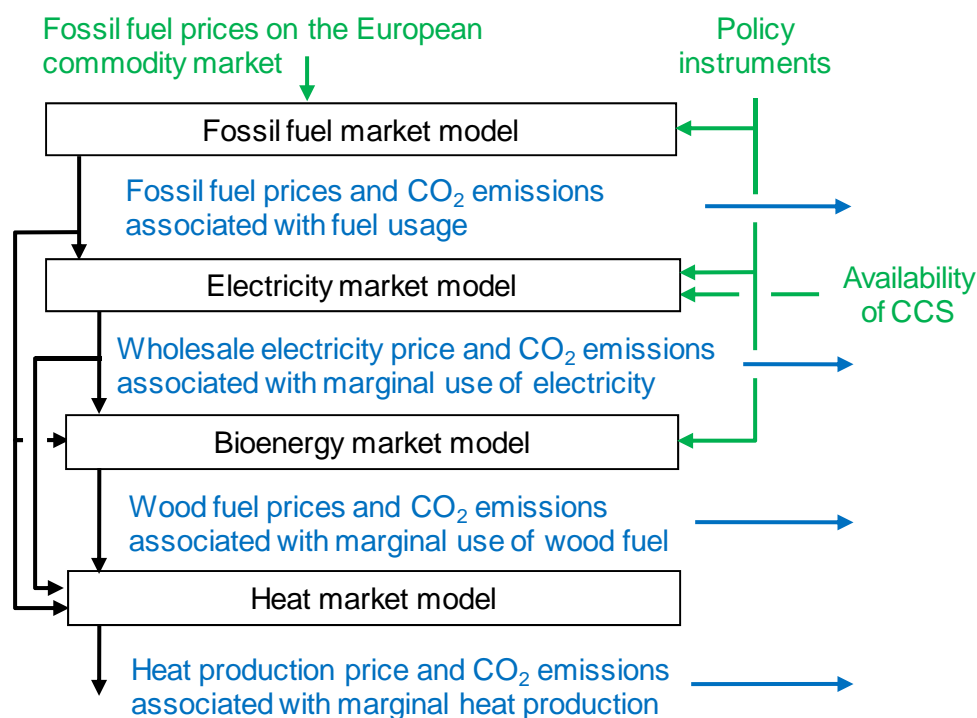 Fossil fuel prices on the European
commodity market
Policy
instruments
Fossil fuel market model
Fossil fuel prices and CO₂ emissions
associated with fuel usage
Electricity market model
Availability
of CCS
Wholesale electricity price and CO₂ emissions
associated with marginal use of electricity
Bioenergy market model
Wood fuel prices and CO₂ emissions
associated with marginal use of wood fuel
Heat market model
Heat production price and CO₂ emissions
associated with marginal heat production